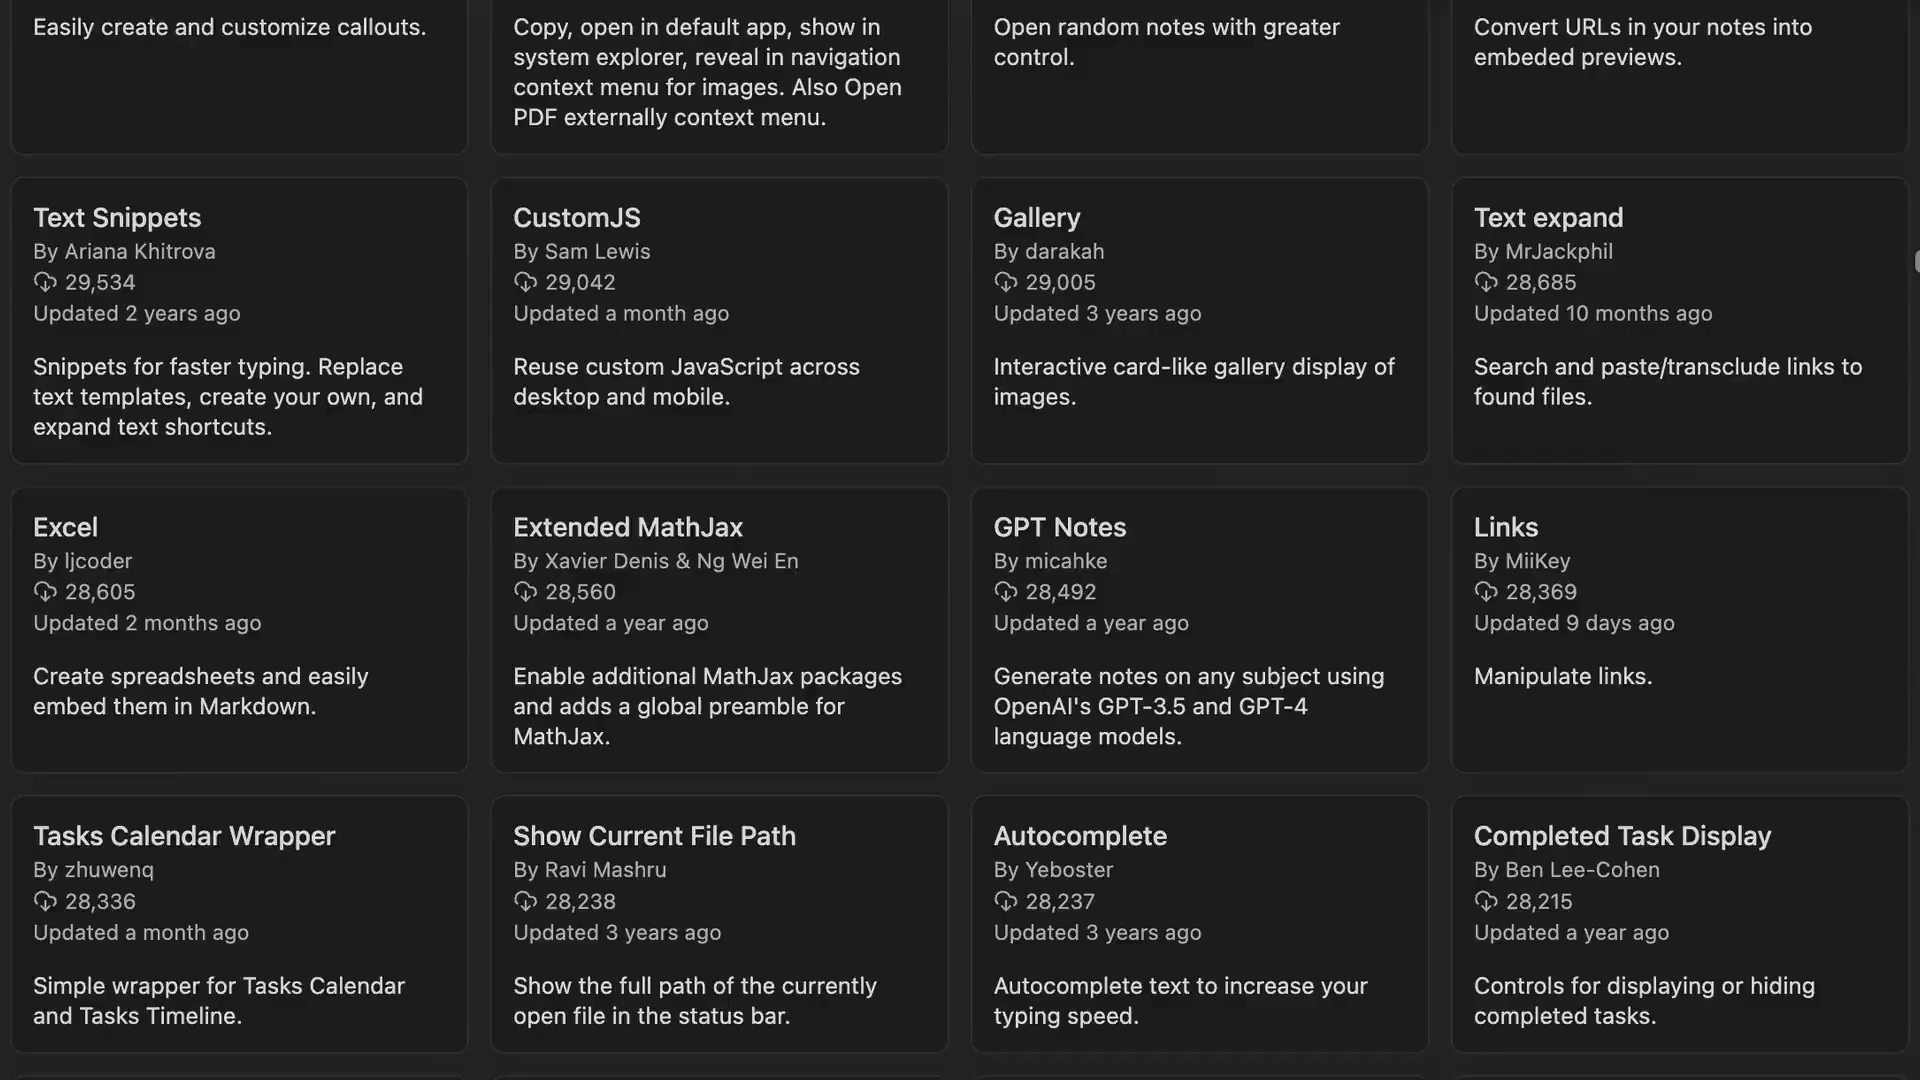 Easily create and customize callouts.
Copy, open in default app, show in
system explorer, reveal in navigation
context menu for images. Also Open
PDF externally context menu.
Open random notes with greater
control.
Convert URLs in your notes into
embeded previews.
Text Snippets
By Ariana Khitrova
29,534
Updated 2 years ago
Snippets for faster typing. Replace
text templates, create your own, and
expand text shortcuts.
CustomJS
By Sam Lewis
29,042
Updated a month ago
Reuse custom JavaScript across
desktop and mobile.
Gallery
By darakah
29,005
Updated 3 years ago
Interactive card-like gallery display of
images.
Text expand
By MrJackphil
28,685
Updated 10 months ago
Search and paste/transclude links to
found files.
Excel
By ljcoder
28,605
Updated 2 months ago
Create spreadsheets and easily
embed them in Markdown.
Extended MathJax
By Xavier Denis & Ng Wei En
28,560
Updated a year ago
Enable additional MathJax packages
and adds a global preamble for
MathJax.
GPT Notes
By micahke
28,492
Updated a year ago
Generate notes on any subject using
OpenAI's GPT-3.5 and GPT-4
language models.
Links
By MiiKey
28,369
Updated 9 days ago
Manipulate links.
Tasks Calendar Wrapper
By zhuwenq
28,336
Updated a month ago
Simple wrapper for Tasks Calendar
and Tasks Timeline.
Show Current File Path
By Ravi Mashru
28,238
Updated 3 years ago
Show the full path of the currently
open file in the status bar.
Autocomplete
By Yeboster
28,237
Updated 3 years ago
Autocomplete text to increase your
typing speed.
Completed Task Display
By Ben Lee-Cohen
28,215
Updated a year ago
Controls for displaying or hiding
completed tasks.